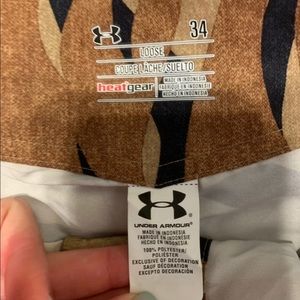 34
LOOSE
COUPE LÂCHE/SUELTO
heatgear
MADE IN INDONESIA
FABRIQUÉ EN INDONÉSIE
HECHO EN INDONESIA
UNDER ARMOUR
MADE IN INDONESIA
FABRIQUÉ EN INDONÉSIE
HECHO EN INDONESIA
100% POLYESTER/
POLIÉSTER
EXCLUSIVE OF DECORATION
SAUF DÉCORATION
EXCEPTO DECORACIÓN